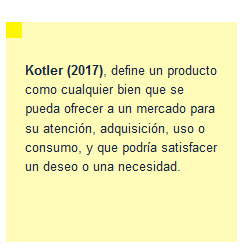 Kotler (2017), define un producto
como cualquier bien que se
pueda ofrecer a un mercado para
su atención, adquisición, uso o
consumo, y que podría satisfacer
un deseo o una necesidad.